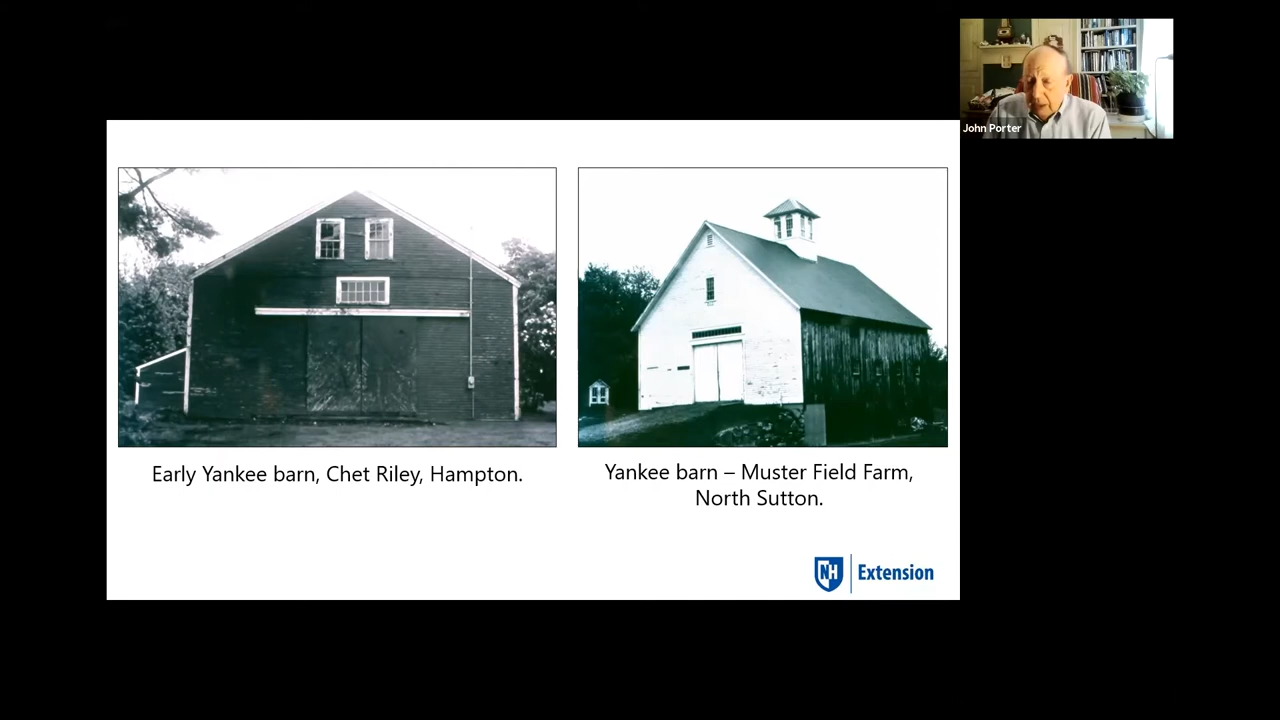 John Porter
Early Yankee barn, Chet Riley, Hampton.
Yankee barn – Muster Field Farm,
North Sutton.
NH Extension